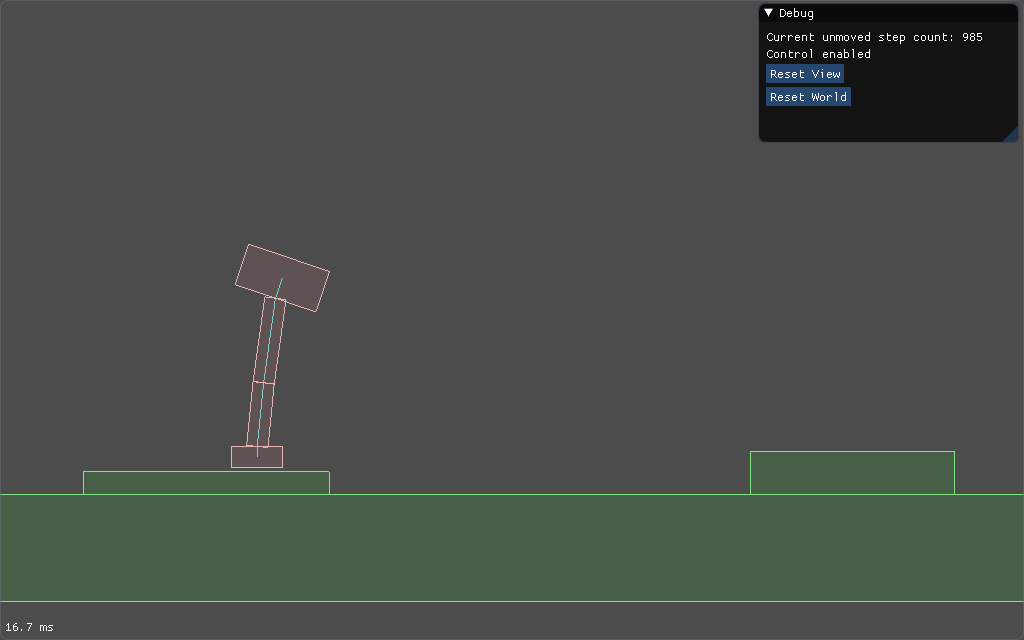 Debug
Current unmoved step count: 985
Control enabled
Reset View
Reset World
16.7 ms